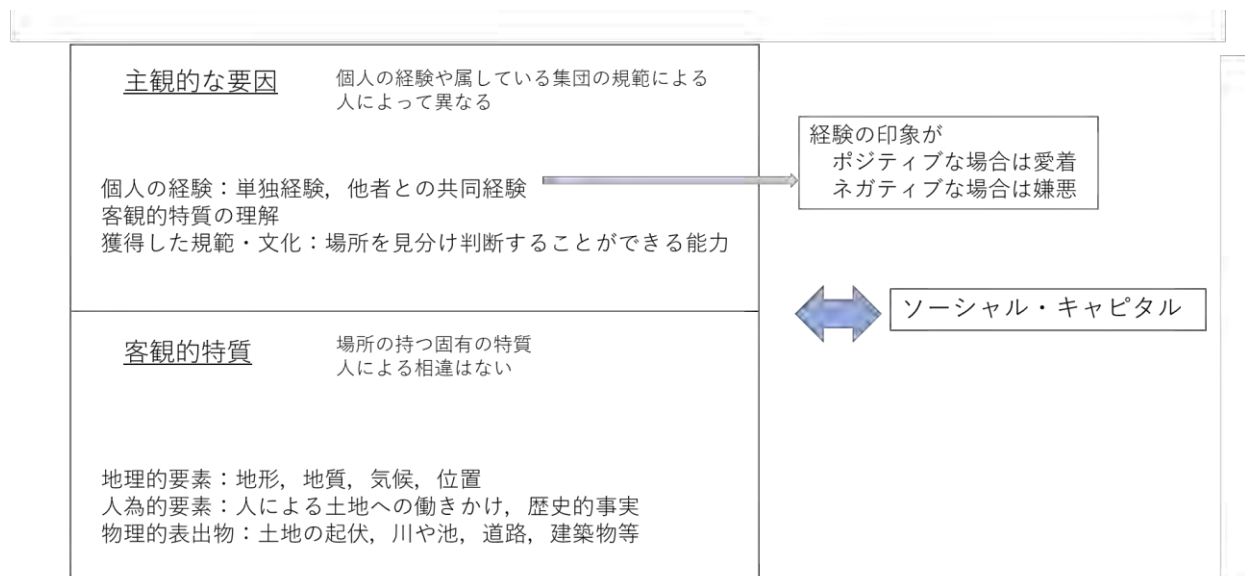 主観的な要因
個人の経験や属している集団の規範による
人によって異なる
個人の経験：単独経験，他者との共同経験
客観的特質の理解
獲得した規範・文化：場所を見分け判断することができる能力
経験の印象が
ポジティブな場合は愛着
ネガティブな場合は嫌悪
ソーシャル・キャピタル
客観的特質
場所の持つ固有の特質
人による相違はない
地理的要素：地形，地質，気候，位置
人為的要素：人による土地への働きかけ，歴史的事実
物理的表出物：土地の起伏，川や池，道路，建築物等